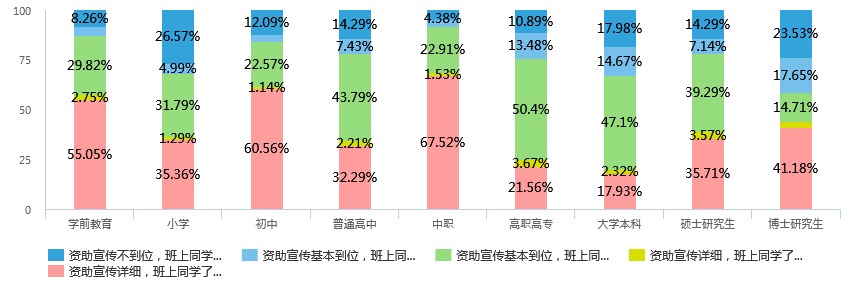 100
75
50
25
0
8.26% 26.57% 12.09% 14.29% 4.38% 10.89% 17.98% 14.29% 23.53%
4.99% 7.43% 13.48% 14.67% 7.14% 17.65%
29.82% 31.79% 22.57% 43.79% 22.91% 50.4% 47.1% 39.29% 14.71%
2.75% 1.29% 1.14% 2.21% 1.53% 3.67% 2.32% 3.57%
55.05% 35.36% 60.56% 32.29% 67.52% 21.56% 17.93% 35.71% 41.18%
学前教育 小学 初中 普通高中 中职 高职高专 大学本科 硕士研究生 博士研究生
资助宣传不到位，班上同学... 资助宣传基本到位，班上同... 资助宣传基本到位，班上同... 资助宣传详细，班上同学了...
资助宣传详细，班上同学了...